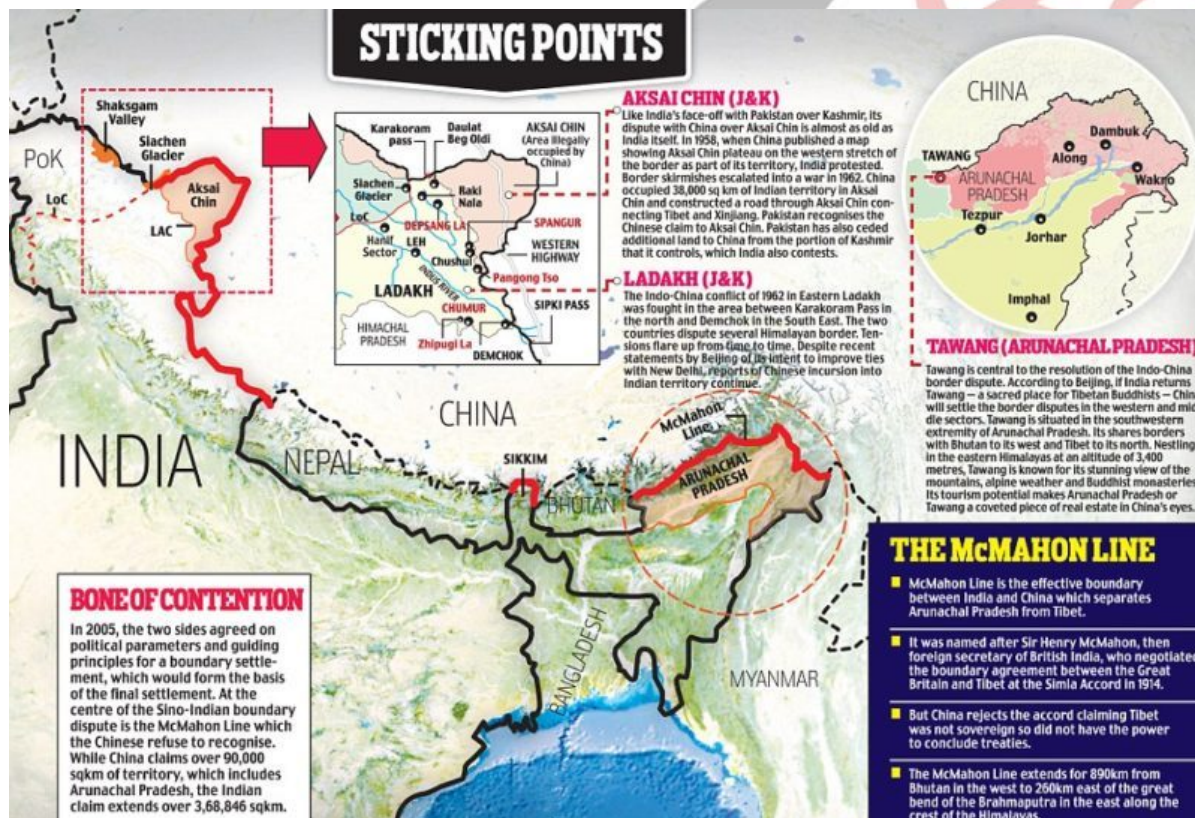 STICKING POINTS
Shaksgam
Valley
Siachen
Glacier
PoK
LoC
Aksai
Chin
LAC
Karakoram
pass
Daulat
Beg Oldi
AKSAI CHIN
(Area illegally
occupied by
China)
Siachen
Glacier
Raki
Nala
LoC
DEPSANG LA
SPANGUR
Hanif
Sector
LEH
Chushul
WESTERN
HIGHWAY
Pangong Tso
INDUS RIVER
LADAKH
CHUMUR
SIPKI PASS
HIMACHAL
PRADESH
Zhipugi La
DEMCHOK
AKSAI CHIN (J&K)
Like India's face-off with Pakistan over Kashmir, its
dispute with China over Aksai Chin is almost as old as
India itself. In 1958, when China published a map
showing Aksai Chin plateau on the western stretch of
the border as part of its territory, India protested.
Border skirmishes escalated into a war in 1962. China
occupied 38,000 sq km of Indian territory in Aksai
Chin and constructed a road through Aksai Chin con-
necting Tibet and Xinjiang. Pakistan recognises the
Chinese claim to Aksai Chin. Pakistan has also ceded
additional land to China from the portion of Kashmir
that it controls, which India also contests.
LADAKH (J&K)
The Indo-China conflict of 1962 in Eastern Ladakh
was fought in the area between Karakoram Pass in
the north and Demchok in the South East. The two
countries dispute several Himalayan border. Ten-
sions flare up from time to time. Despite recent
statements by Beijing of its intent to improve ties
with New Delhi, reports of Chinese incursion into
Indian territory continue.
CHINA
Dambuk
Along
TAWANG
ARUNACHAL
PRADESH
Wakro
Tezpur
Jorhar
Imphal
TAWANG (ARUNACHAL PRADESH)
Tawang is central to the resolution of the Indo-China
border dispute. According to Beijing, if India returns
Tawang — a sacred place for Tibetan Buddhists — Chin
will settle the border disputes in the western and mid
dle sectors. Tawang is situated in the southwestern
extremity of Arunachal Pradesh. Its shares borders
with Bhutan to its west and Tibet to its north. Nestling
in the eastern Himalayas at an altitude of 3,400
metres, Tawang is known for its stunning view of the
mountains, alpine weather and Buddhist monasteries
Its tourism potential makes Arunachal Pradesh or
Tawang a coveted piece of real estate in China's eyes.
CHINA
McMahon
Line
INDIA
NEPAL
SIKKIM
BHUTAN
ARUNACHAL
PRADESH
BANGLADESH
MYANMAR
BONE OF CONTENTION
In 2005, the two sides agreed on
political parameters and guiding
principles for a boundary settle-
ment, which would form the basis
of the final settlement. At the
centre of the Sino-Indian boundary
dispute is the McMahon Line which
the Chinese refuse to recognise.
While China claims over 90,000
sqkm of territory, which includes
Arunachal Pradesh, the Indian
claim extends over 3,68,846 sqkm.
THE McMAHON LINE
McMahon Line is the effective boundary
between India and China which separates
Arunachal Pradesh from Tibet.
It was named after Sir Henry McMahon, then
foreign secretary of British India, who negotiated
the boundary agreement between the Great
Britain and Tibet at the Simla Accord in 1914.
But China rejects the accord claiming Tibet
was not sovereign so did not have the power
to conclude treaties.
The McMahon Line extends for 890km from
Bhutan in the west to 260km east of the great
bend of the Brahmaputra in the east along the
crest of the Himalayas.